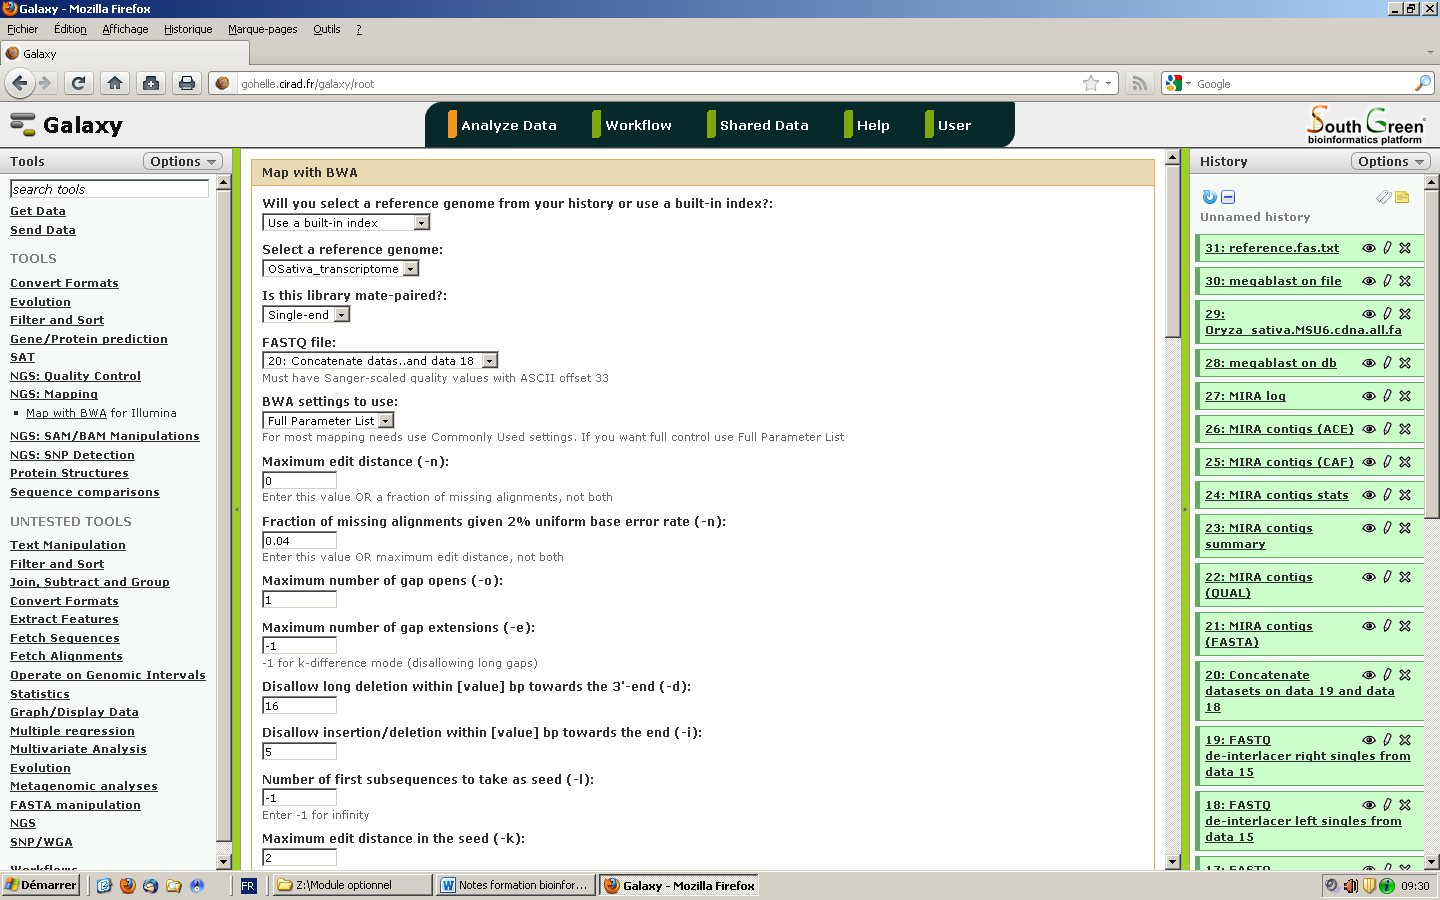 Galaxy - Mozilla Firefox
Fichier Édition Affichage Historique Marque-pages Outils ?
Galaxy
gohelle.cirad.fr/galaxy/root
Google
Galaxy
Analyze Data Workflow Shared Data Help User
South Green
bioinformatics platform
Tools Options
search tools
Get Data
Send Data
TOOLS
Convert Formats
Evolution
Filter and Sort
Gene/Protein prediction
SAT
NGS: Quality Control
NGS: Mapping
Map with BWA for Illumina
NGS: SAM/BAM Manipulations
NGS: SNP Detection
Protein Structures
Sequence comparisons
UNTESTED TOOLS
Text Manipulation
Filter and Sort
Join, Subtract and Group
Convert Formats
Extract Features
Fetch Sequences
Fetch Alignments
Operate on Genomic Intervals
Statistics
Graph/Display Data
Multiple regression
Multivariate Analysis
Evolution
Metagenomic analyses
FASTA manipulation
NGS
SNP/WGA
Workflows
Map with BWA
Will you select a reference genome from your history or use a built-in index?:
Use a built-in index
Select a reference genome:
OSativa_transcriptome
Is this library mate-paired?:
Single-end
FASTQ file:
20: Concatenate datas..and data 18
Must have Sanger-scaled quality values with ASCII offset 33
BWA settings to use:
Full Parameter List
For most mapping needs use Commonly Used settings. If you want full control use Full Parameter List
Maximum edit distance (-n):
0
Enter this value OR a fraction of missing alignments, not both
Fraction of missing alignments given 2% uniform base error rate (-n):
0.04
Enter this value OR maximum edit distance, not both
Maximum number of gap opens (-o):
1
Maximum number of gap extensions (-e):
-1
-1 for k-difference mode (disallowing long gaps)
Disallow long deletion within [value] bp towards the 3'-end (-d):
16
Disallow insertion/deletion within [value] bp towards the end (-i):
5
Number of first subsequences to take as seed (-l):
-1
Enter -1 for infinity
Maximum edit distance in the seed (-k):
2
History Options
Unnamed history
31: reference.fas.txt
30: megablast on file
29:
Oryza_sativa.MSU6.cdna.all.fa
28: megablast on db
27: MIRA log
26: MIRA contigs (ACE)
25: MIRA contigs (CAF)
24: MIRA contigs stats
23: MIRA contigs
summary
22: MIRA contigs
(QUAL)
21: MIRA contigs
(FASTA)
20: Concatenate
datasets on data 19 and data
18
19: FASTQ
de-interlacer right singles from
data 15
18: FASTQ
de-interlacer left singles from
data 15
17: FASTQ
Démarrer FR Z:\Module optionnel Notes formation bioinfor... Galaxy - Mozilla Firefox 09:30